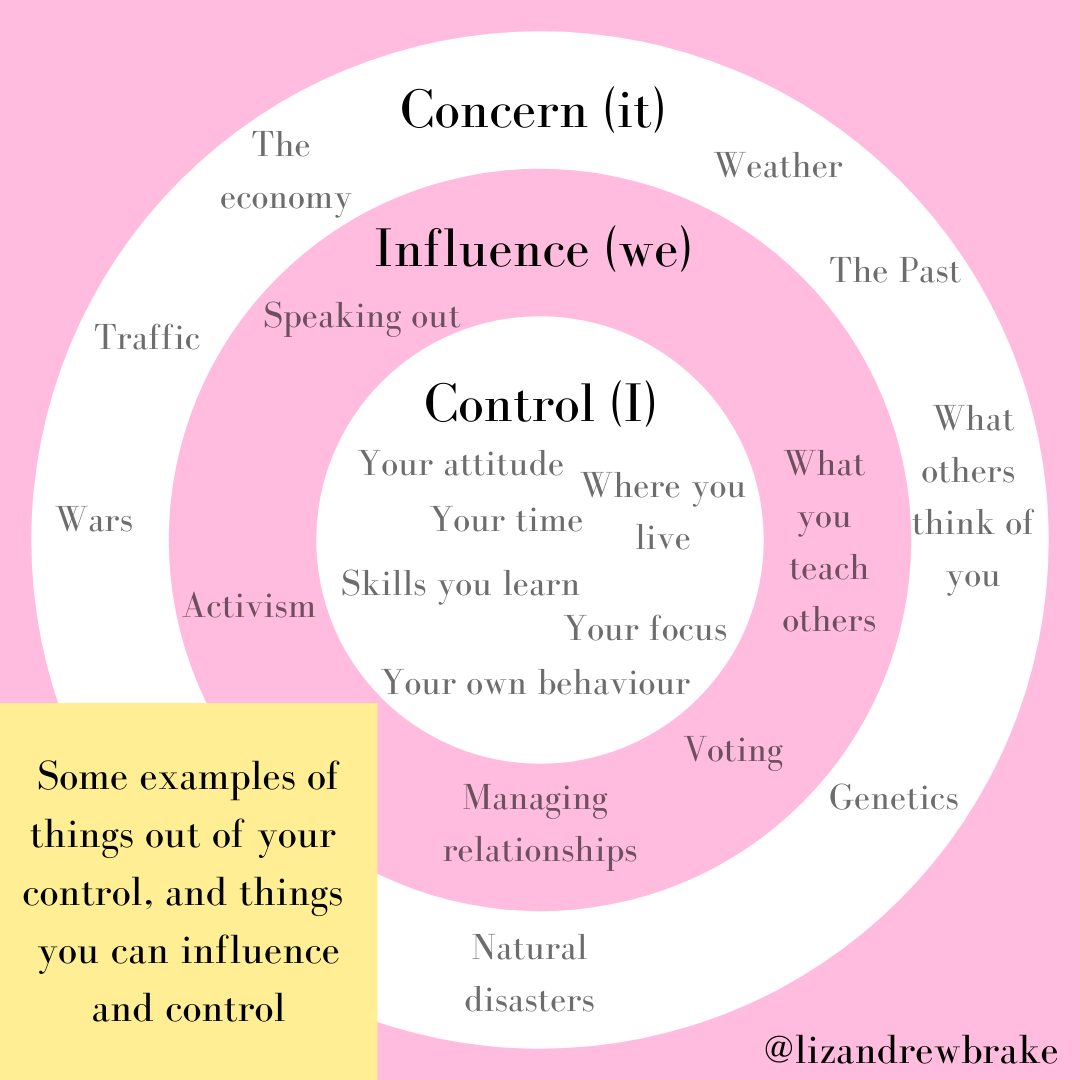 Concern (it)
The
economy
Weather
The Past
Traffic
What
others
think of
you
Wars
Genetics
Natural
disasters
Influence (we)
Speaking out
What
you
teach
others
Activism
Voting
Managing
relationships
Control (I)
Your attitude
Where you
live
Your time
Skills you learn
Your focus
Your own behaviour
Some examples of
things out of your
control, and things
you can influence
and control
@lizandrewbrake